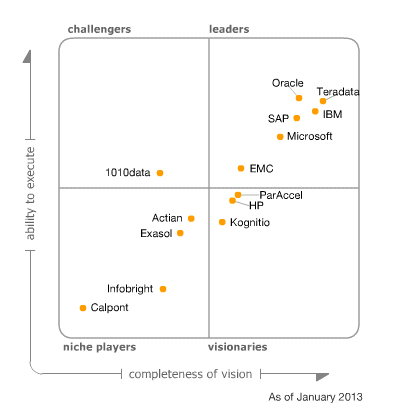 challengers
leaders
Oracle
Teradata
IBM
SAP
Microsoft
1010data
EMC
ParAccel
HP
Actian
Kognitio
Exasol
Infobright
Calpont
niche players
visionaries
ability to execute
completeness of vision
As of January 2013